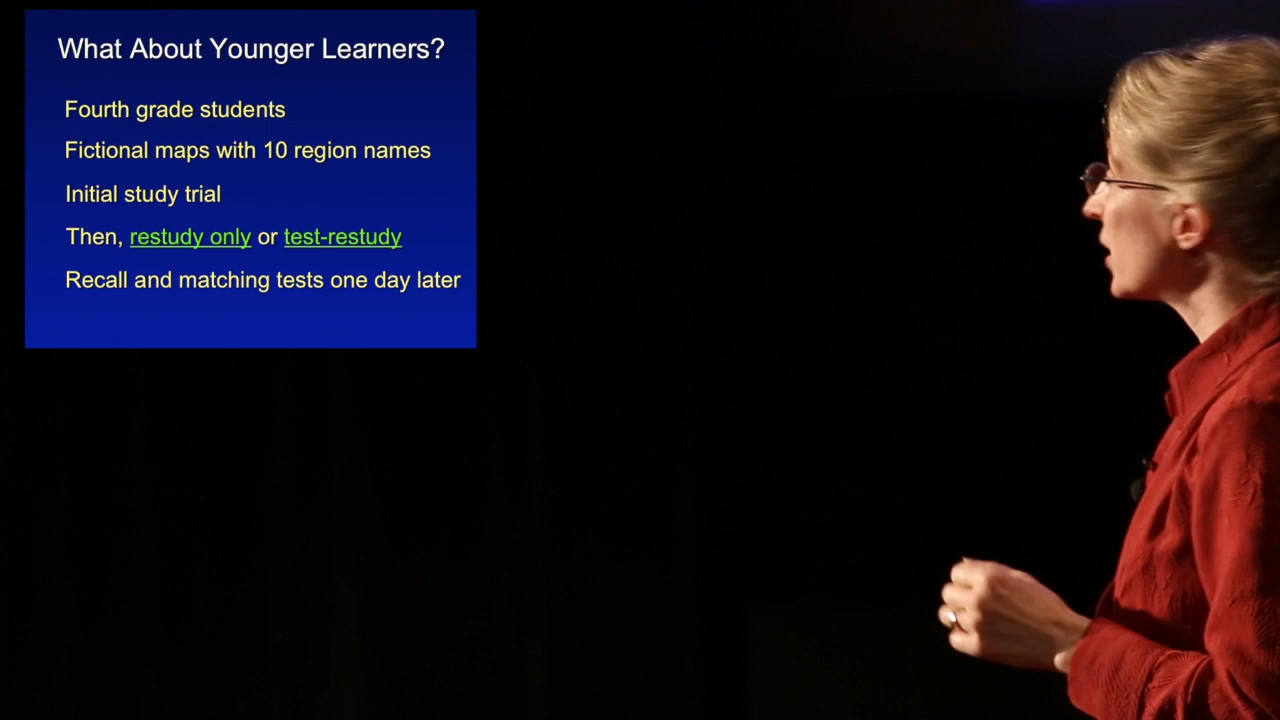 What About Younger Learners?
Fourth grade students
Fictional maps with 10 region names
Initial study trial
Then, restudy only or test-restudy
Recall and matching tests one day later